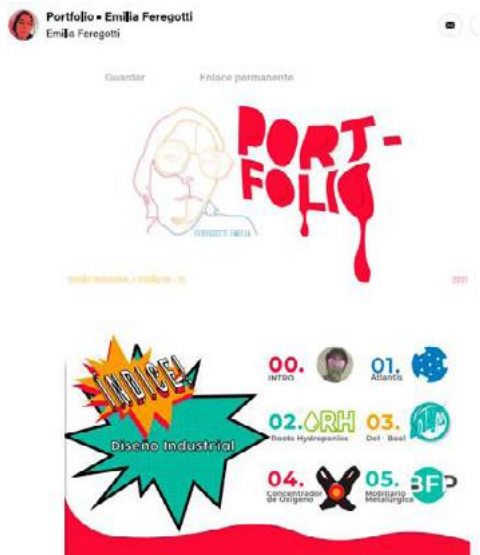 Portfolio • Emilia Feregotti
Emilia Feregotti
Guardar Enlace permanente
PORT-
FOLIO
FEREGOTTI EMILIA
2021
ÍNDICE!
Diseño Industrial
00.
INTRO
01.
Atlantis
02. RH
Roots Hydroponics
03.
Del - Bool
04.
Concentrador
de Oxígeno
05. BFP
Mobiliario
Metalúrgica